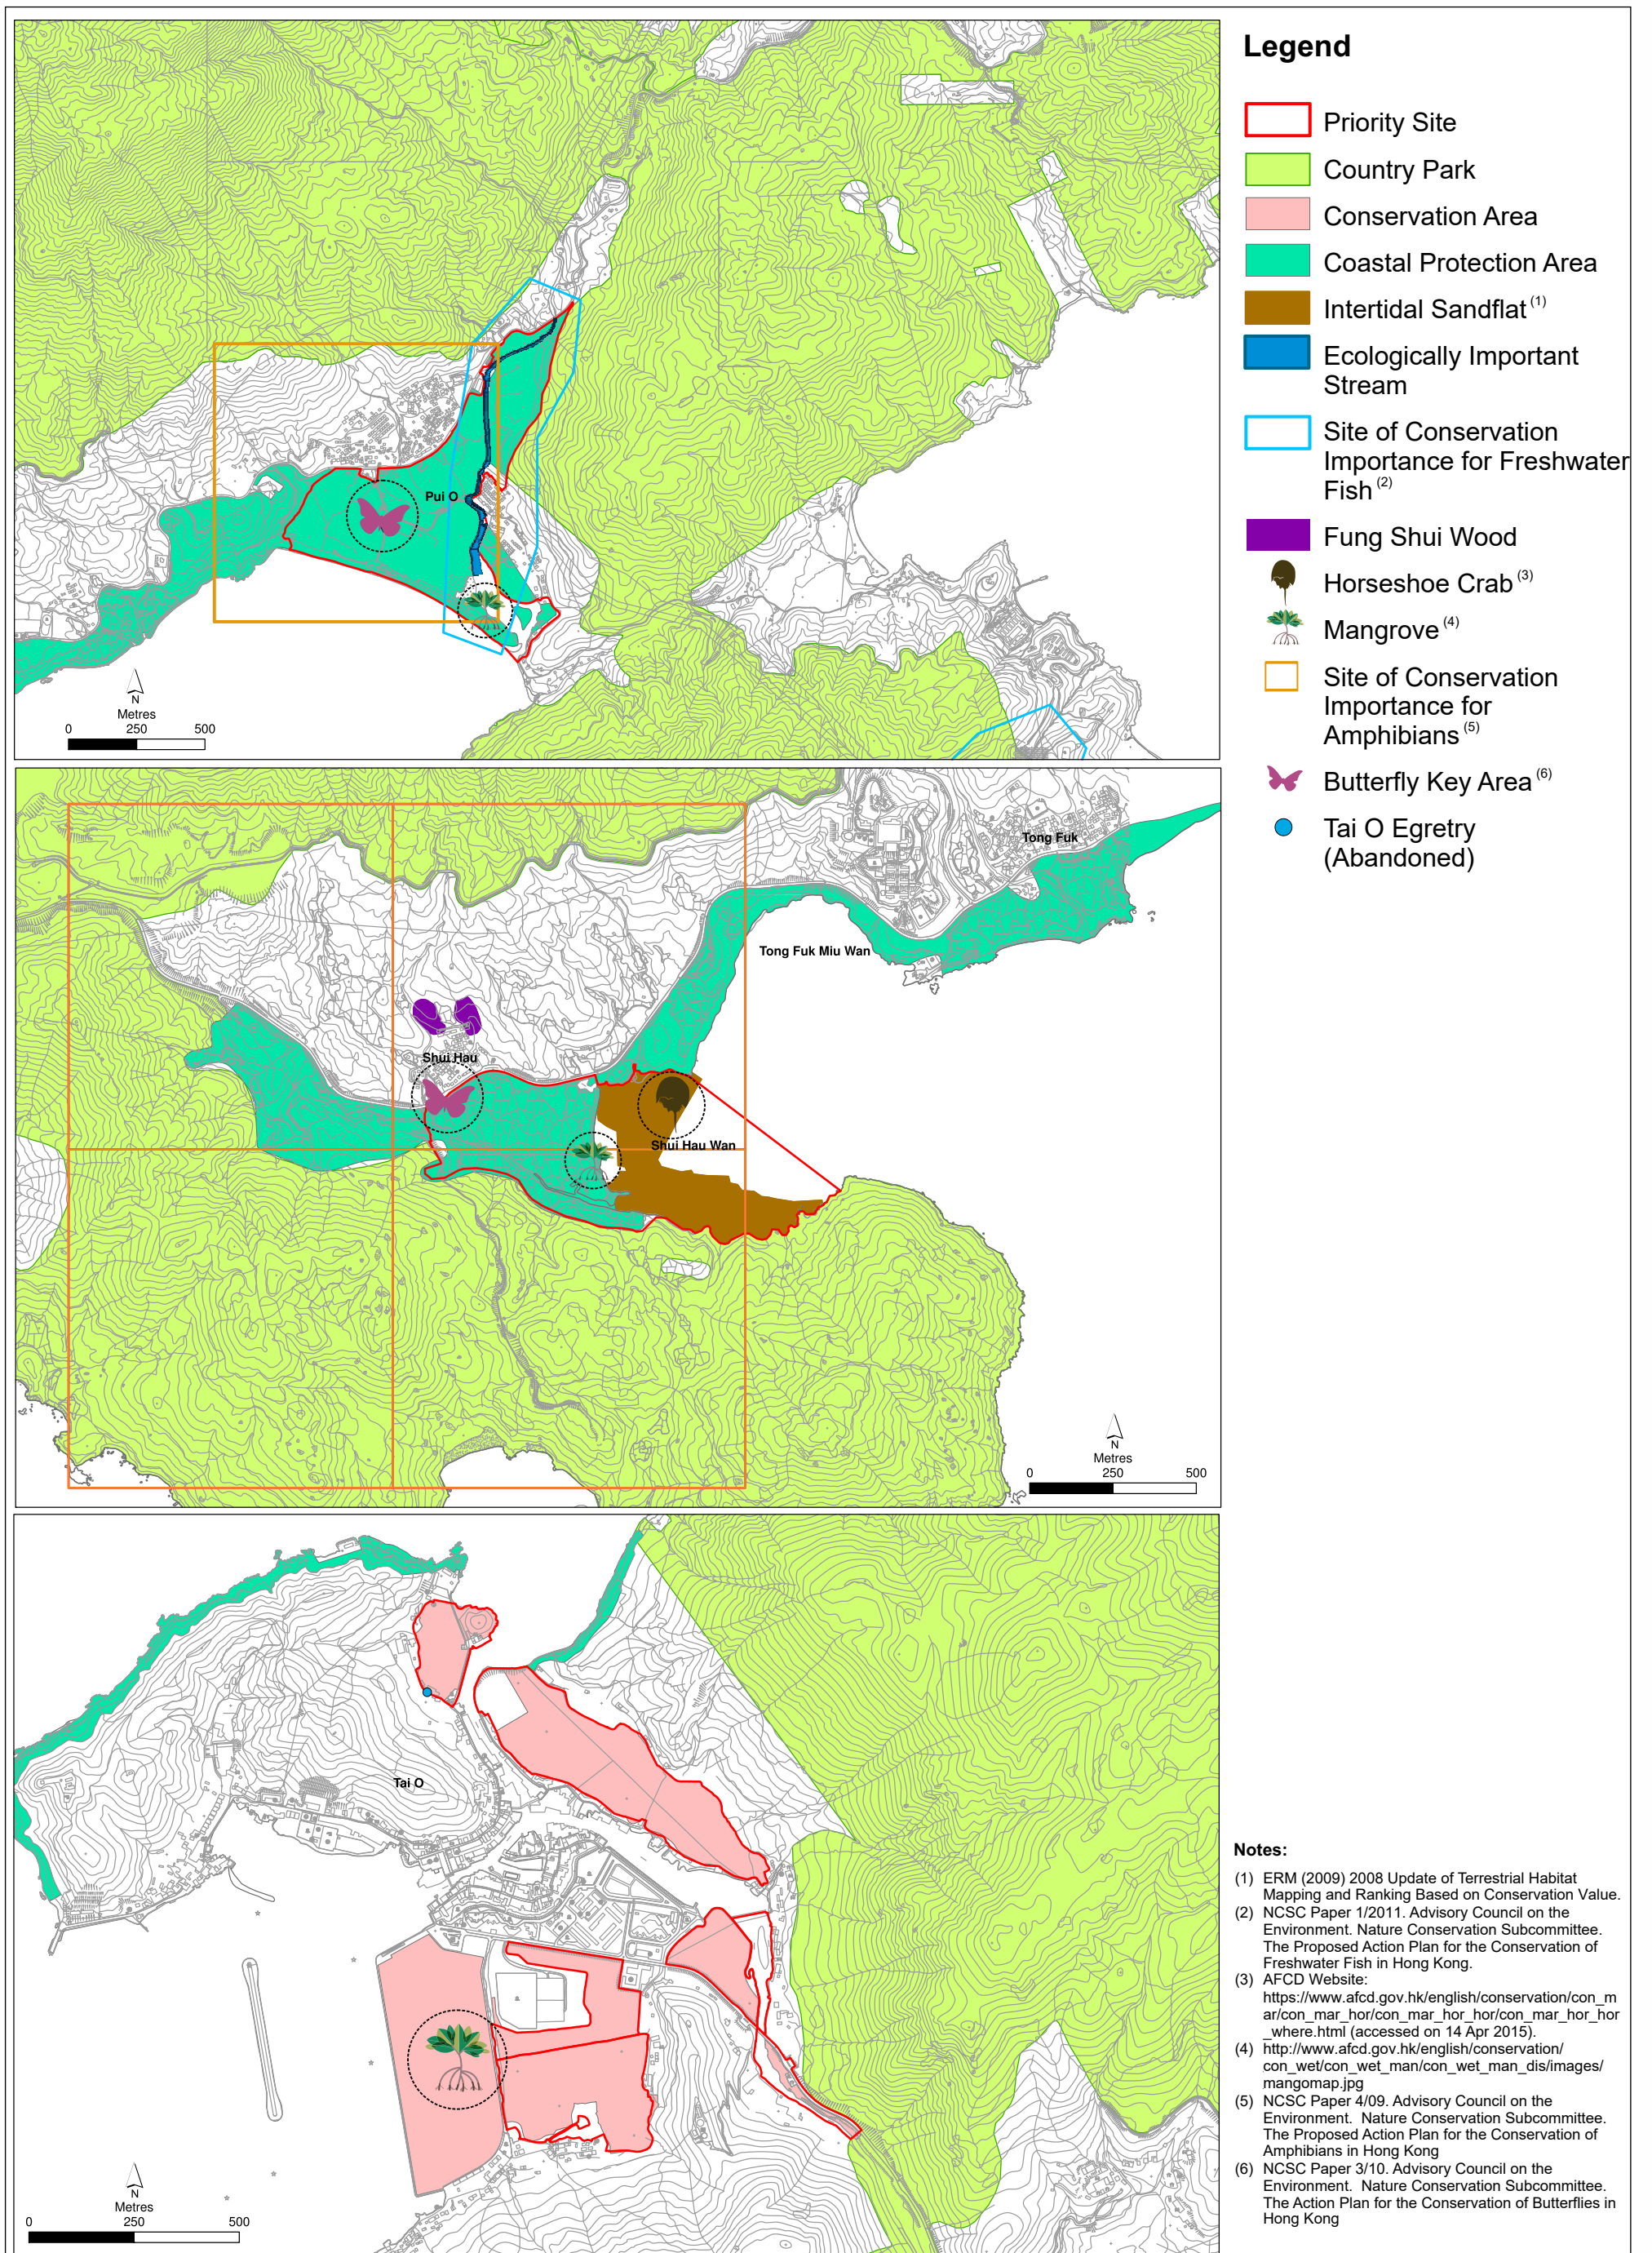 Pui O
N
Metres
0 250 500
Tong Fuk
Tong Fuk Miu Wan
Shui Hau
Shui Hau Wan
N
Metres
0 250 500
Tai O
N
Metres
0 250 500
Legend
Priority Site
Country Park
Conservation Area
Coastal Protection Area
Intertidal Sandflat (1)
Ecologically Important
Stream
Site of Conservation
Importance for Freshwater
Fish (2)
Fung Shui Wood
Horseshoe Crab (3)
Mangrove (4)
Site of Conservation
Importance for
Amphibians (5)
Butterfly Key Area (6)
Tai O Egretry
(Abandoned)
Notes:
(1) ERM (2009) 2008 Update of Terrestrial Habitat
Mapping and Ranking Based on Conservation Value.
(2) NCSC Paper 1/2011. Advisory Council on the
Environment. Nature Conservation Subcommittee.
The Proposed Action Plan for the Conservation of
Freshwater Fish in Hong Kong.
(3) AFCD Website:
https://www.afcd.gov.hk/english/conservation/con_m
ar/con_mar_hor/con_mar_hor_hor/con_mar_hor_hor
_where.html (accessed on 14 Apr 2015).
(4) http://www.afcd.gov.hk/english/conservation/
con_wet/con_wet_man/con_wet_man_dis/images/
mangomap.jpg
(5) NCSC Paper 4/09. Advisory Council on the
Environment. Nature Conservation Subcommittee.
The Proposed Action Plan for the Conservation of
Amphibians in Hong Kong
(6) NCSC Paper 3/10. Advisory Council on the
Environment. Nature Conservation Subcommittee.
The Action Plan for the Conservation of Butterflies in
Hong Kong